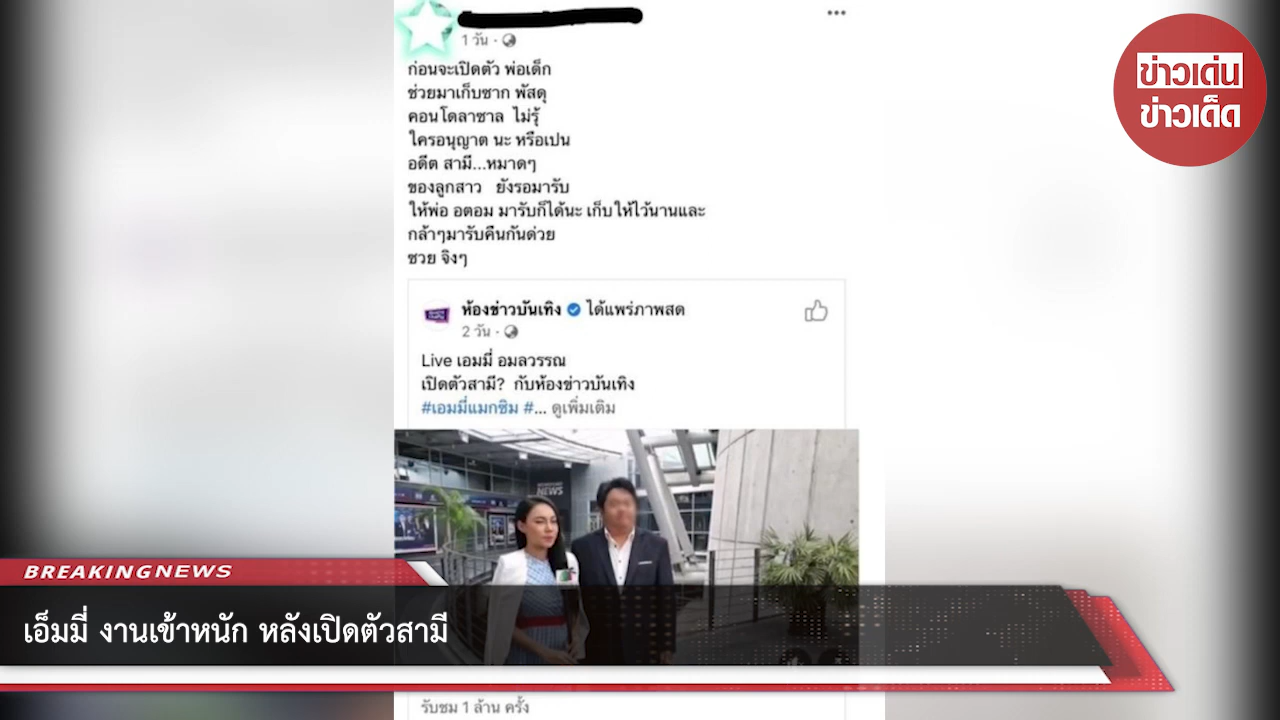 1 วัน ·
ก่อนจะเปิดตัว พ่อเด็ก
ช่วยมาเก็บซาก พัสดุ
คอนโดลาซาล ไม่รู้
ใครอนุญาต นะ หรือเปน
อดีต สามี...หมาดๆ
ของลูกสาว ยังรอมารับ
ให้พ่อ อตอม มารับก็ได้นะ เก็บให้ไว้นานและ
กล้าๆมารับคืนกันด่วย
ซวย จิงๆ
ห้องข่าวบันเทิง ได้แพร่ภาพสด
2 วัน ·
Live เอมมี่ อมลวรรณ
เปิดตัวสามี? กับห้องข่าวบันเทิง
#เอมมี่แมกซิม #... ดูเพิ่มเติม
NEWS
ข่าวเด่น
ข่าวเด็ด
BREAKING NEWS
เอ็มมี่ งานเข้าหนัก หลังเปิดตัวสามี
รับชม 1 ล้าน ครั้ง